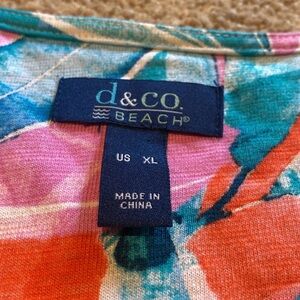 d&co.
BEACH®
US XL
MADE IN
CHINA